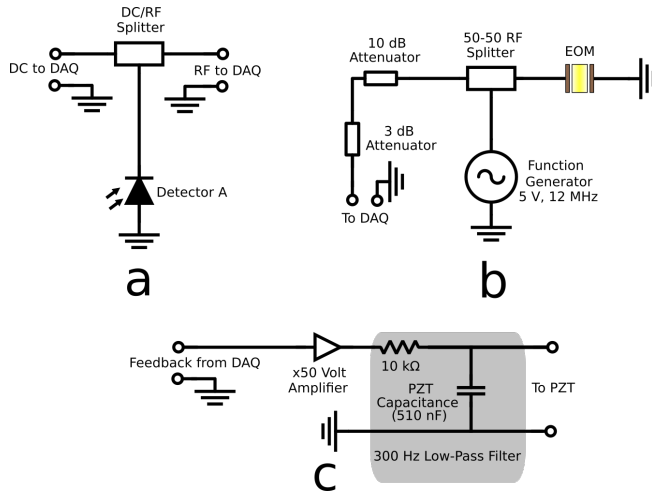 DC/RF
Splitter
DC to DAQ
RF to DAQ
Detector A
a
10 dB
Attenuator
50-50 RF
Splitter
EOM
3 dB
Attenuator
To DAQ
Function
Generator
5 V, 12 MHz
b
Feedback from DAQ
x50 Volt
Amplifier
10 kΩ
PZT
Capacitance
(510 nF)
To PZT
300 Hz Low-Pass Filter
c